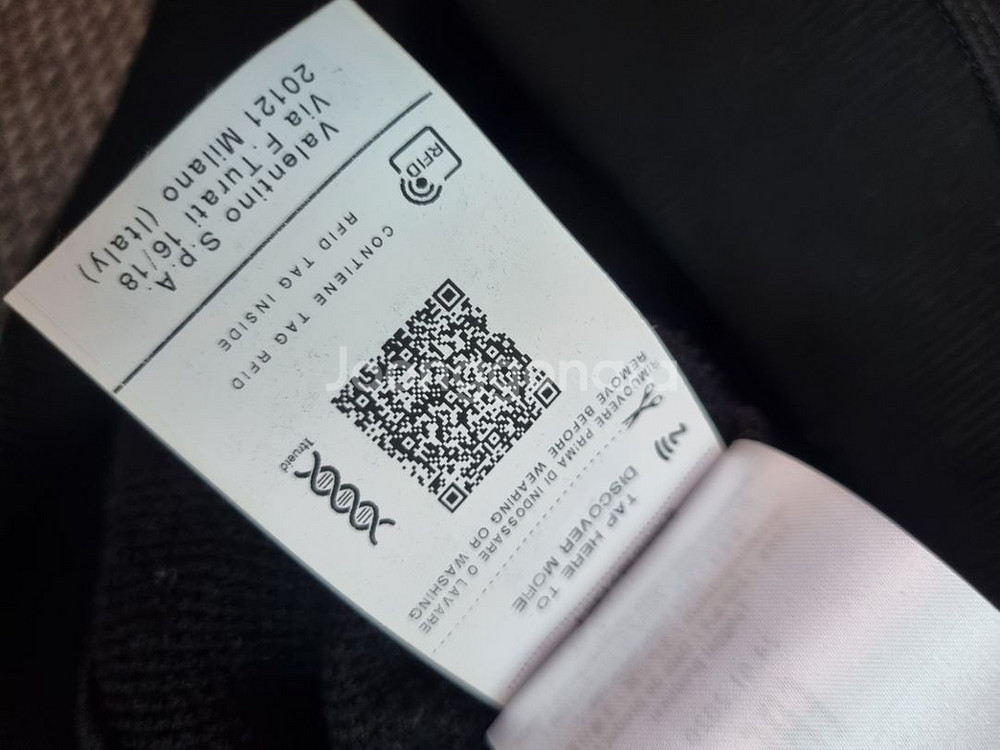 TAP HERE TO
DISCOVER MORE
RIMUOVERE PRIMA DI INDOSSARE O LAVARE
REMOVE BEFORE WEARING OR WASHING
1trueid
CONTIENE TAG RFID
RFID TAG INSIDE
RFID
Valentino S.p.A.
Via F. Turati 16/18
20121 Milano (Italy)